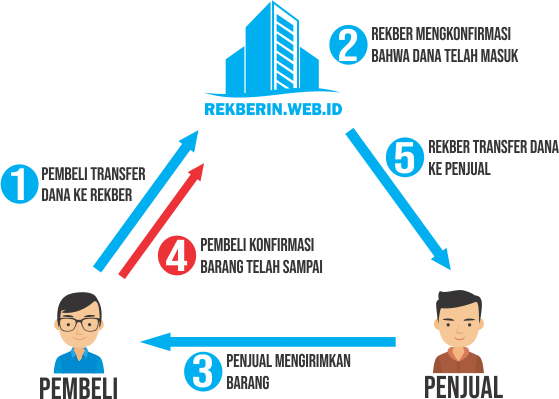 2
REKBER MENGKONFIRMASI
BAHWA DANA TELAH MASUK
REKBERIN.WEB.ID
1
PEMBELI TRANSFER
DANA KE REKBER
5
REKBER TRANSFER DANA
KE PENJUAL
4
PEMBELI KONFIRMASI
BARANG TELAH SAMPAI
3
PENJUAL MENGIRIMKAN
BARANG
PEMBELI
PENJUAL